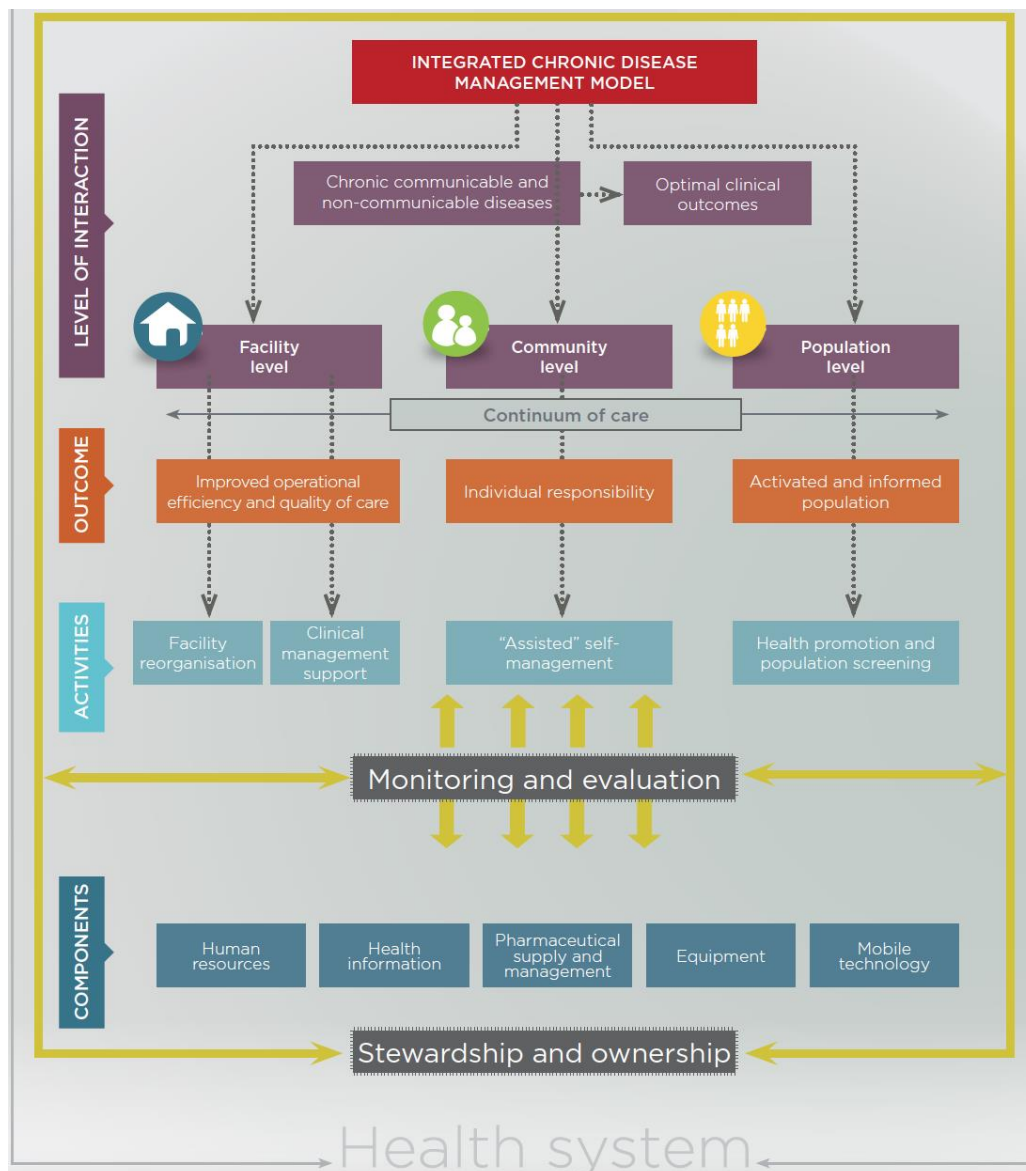 INTEGRATED CHRONIC DISEASE
MANAGEMENT MODEL
LEVEL OF INTERACTION
Chronic communicable and
non-communicable diseases
Optimal clinical
outcomes
Facility
level
Community
level
Population
level
Continuum of care
OUTCOME
Improved operational
efficiency and quality of care
Individual responsibility
Activated and informed
population
ACTIVITIES
Facility
reorganisation
Clinical
management
support
"Assisted" self-
management
Health promotion and
population screening
Monitoring and evaluation
COMPONENTS
Human
resources
Health
information
Pharmaceutical
supply and
management
Equipment
Mobile
technology
Stewardship and ownership
Health system